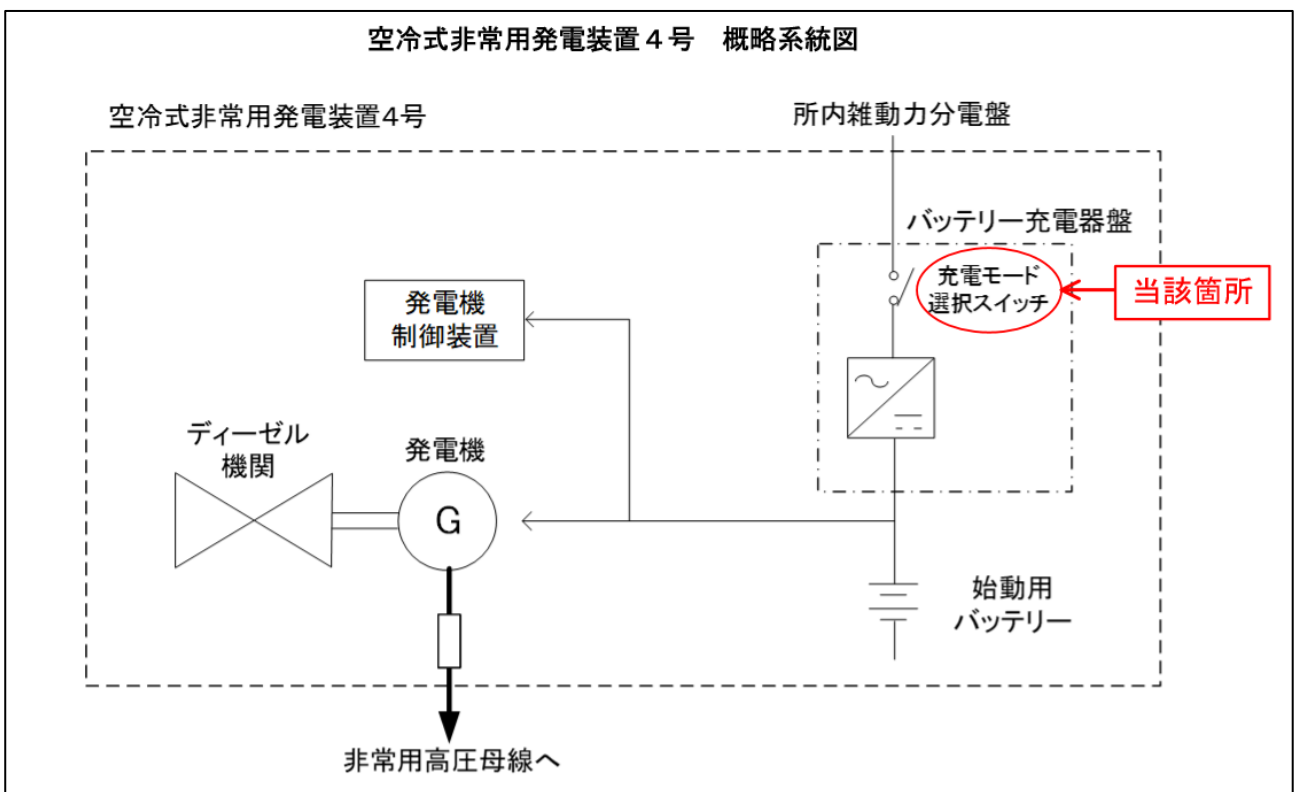 空冷式非常用発電装置４号　概略系統図
空冷式非常用発電装置4号
所内雑動力分電盤
バッテリー充電器盤
充電モード
選択スイッチ
当該箇所
発電機
制御装置
ディーゼル
機関
発電機
G
始動用
バッテリー
非常用高圧母線へ